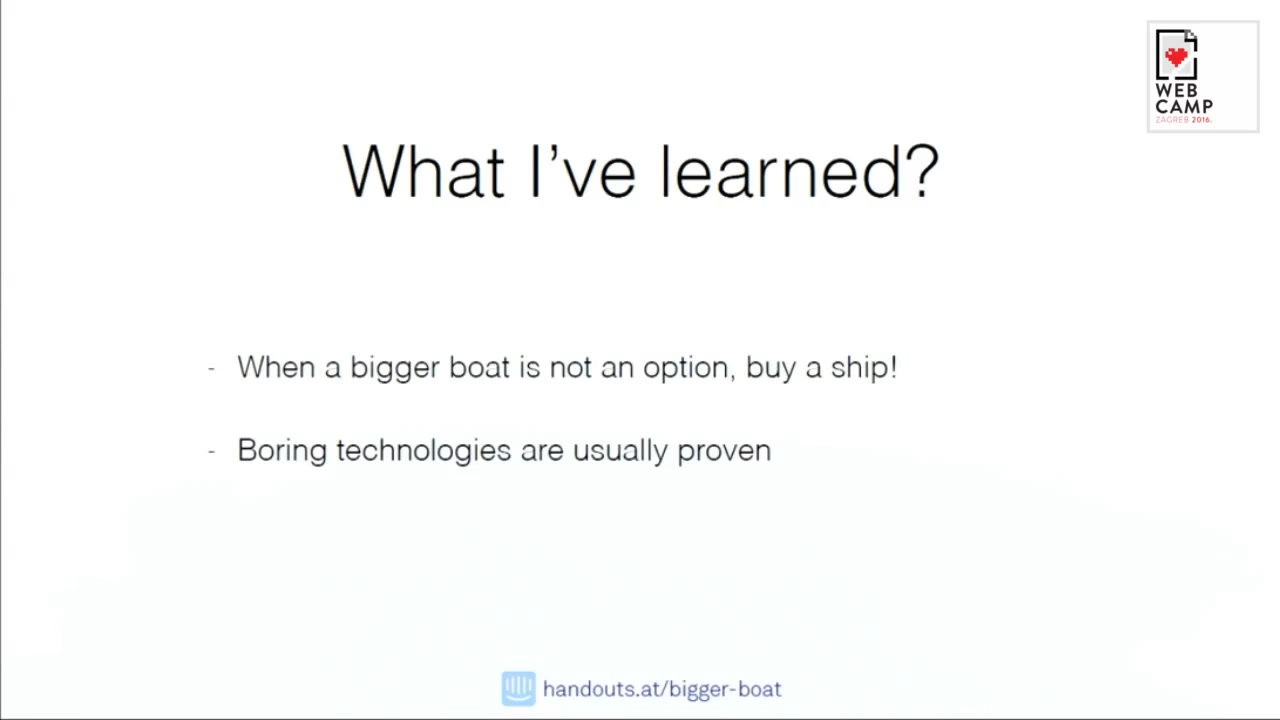 WEB
CAMP
ZAGREB 2016.
What I've learned?
- When a bigger boat is not an option, buy a ship!
- Boring technologies are usually proven
handouts.at/bigger-boat